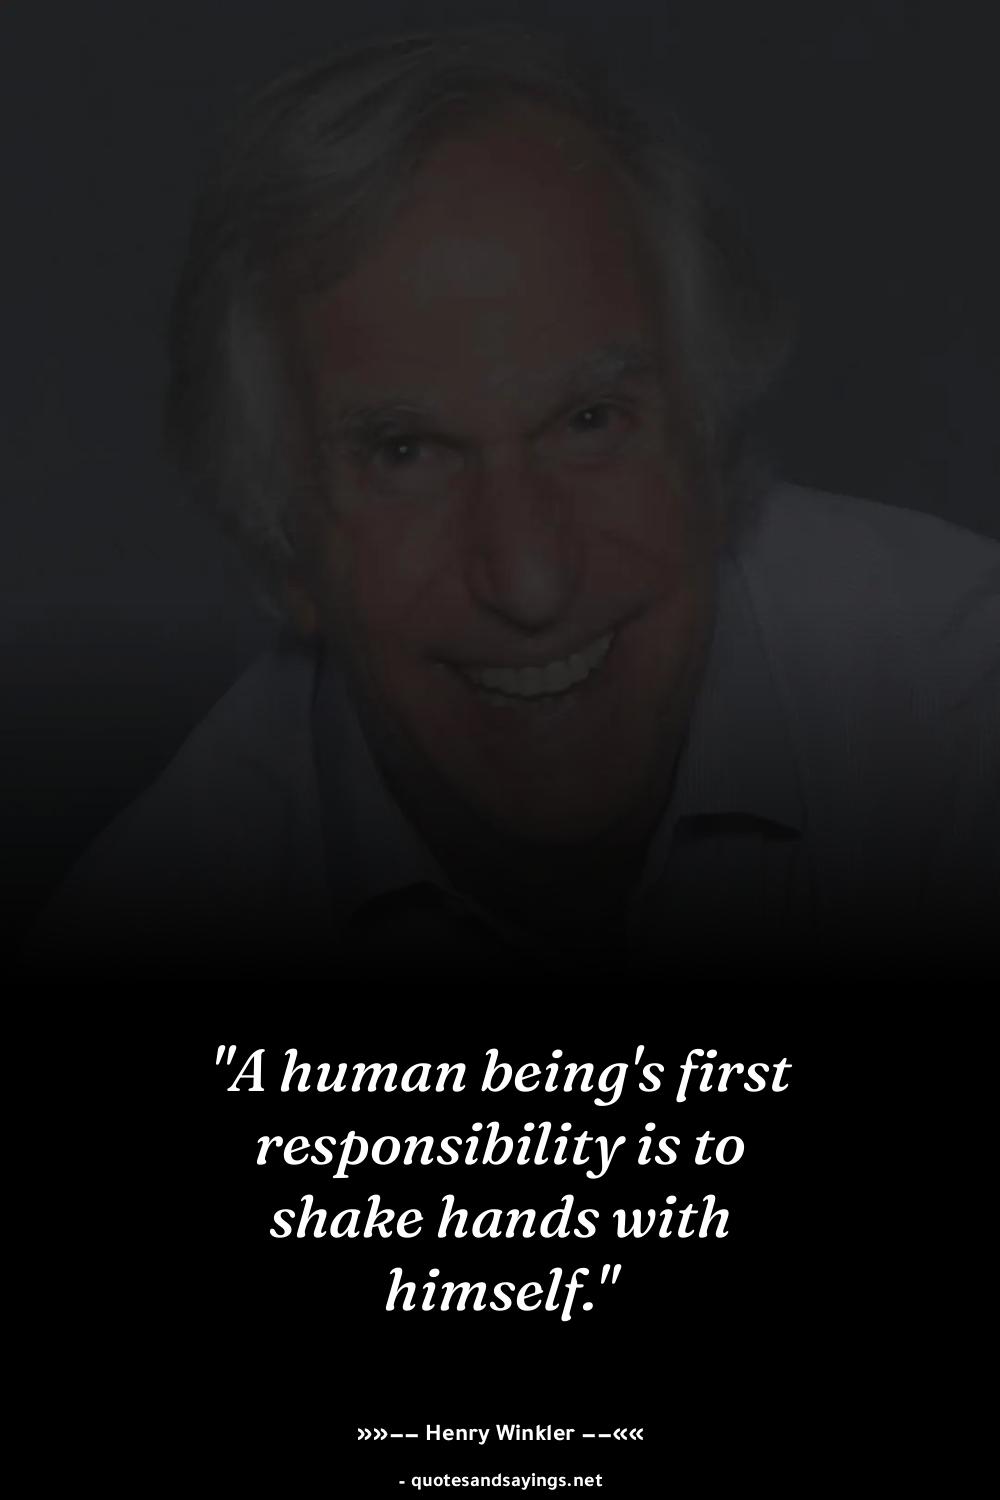 "A human being's first
responsibility is to
shake hands with
himself."
»»–– Henry Winkler ––««
- quotesandsayings.net